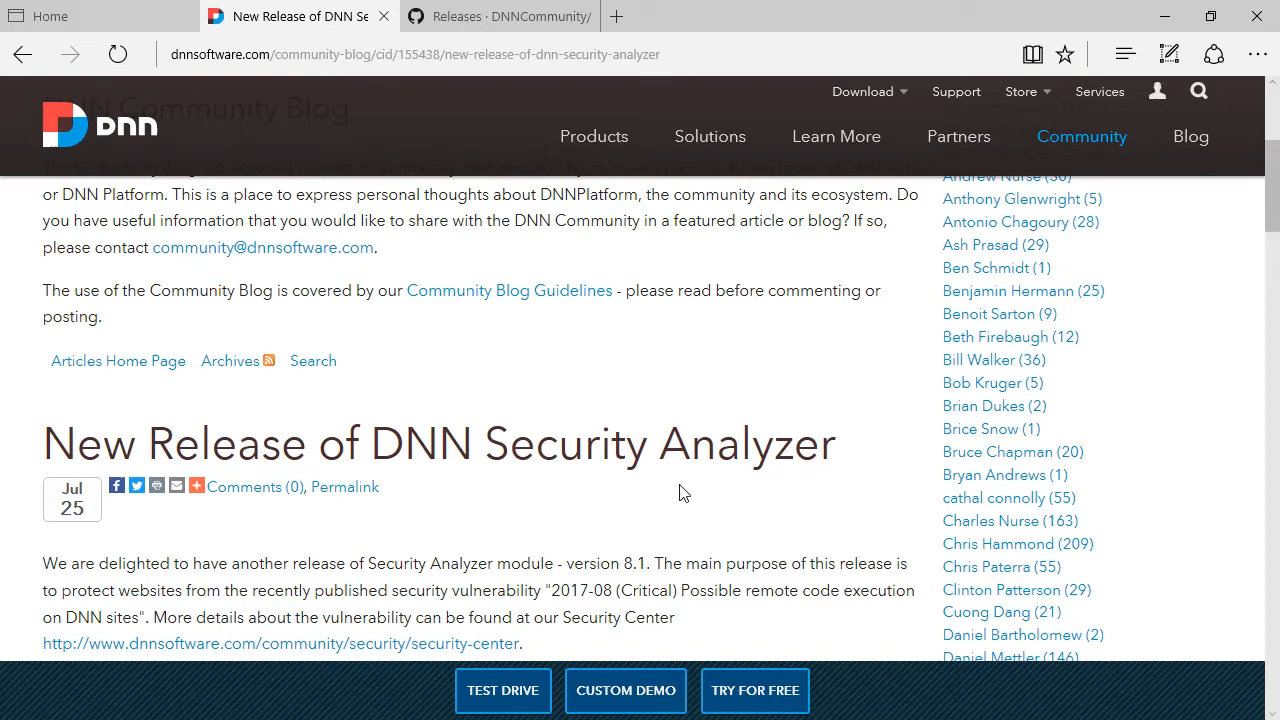 Home
New Release of DNN Se
Releases · DNNCommunity/
dnnsoftware.com/community-blog/cid/155438/new-release-of-dnn-security-analyzer
DNN Community Blog
dnn
Download
Support
Store
Services
Products
Solutions
Learn More
Partners
Community
Blog
or DNN Platform. This is a place to express personal thoughts about DNNPlatform, the community and its ecosystem. Do
you have useful information that you would like to share with the DNN Community in a featured article or blog? If so,
please contact community@dnnsoftware.com.
The use of the Community Blog is covered by our Community Blog Guidelines - please read before commenting or
posting.
Articles Home Page Archives Search
New Release of DNN Security Analyzer
Jul
25
Comments (0), Permalink
We are delighted to have another release of Security Analyzer module - version 8.1. The main purpose of this release is
to protect websites from the recently published security vulnerability "2017-08 (Critical) Possible remote code execution
on DNN sites". More details about the vulnerability can be found at our Security Center
http://www.dnnsoftware.com/community/security/security-center.
Andrew Nurse (30)
Anthony Glenwright (5)
Antonio Chagoury (28)
Ash Prasad (29)
Ben Schmidt (1)
Benjamin Hermann (25)
Benoit Sarton (9)
Beth Firebaugh (12)
Bill Walker (36)
Bob Kruger (5)
Brian Dukes (2)
Brice Snow (1)
Bruce Chapman (20)
Bryan Andrews (1)
cathal connolly (55)
Charles Nurse (163)
Chris Hammond (209)
Chris Paterra (55)
Clinton Patterson (29)
Cuong Dang (21)
Daniel Bartholomew (2)
Daniel Mettler (146)
TEST DRIVE
CUSTOM DEMO
TRY FOR FREE